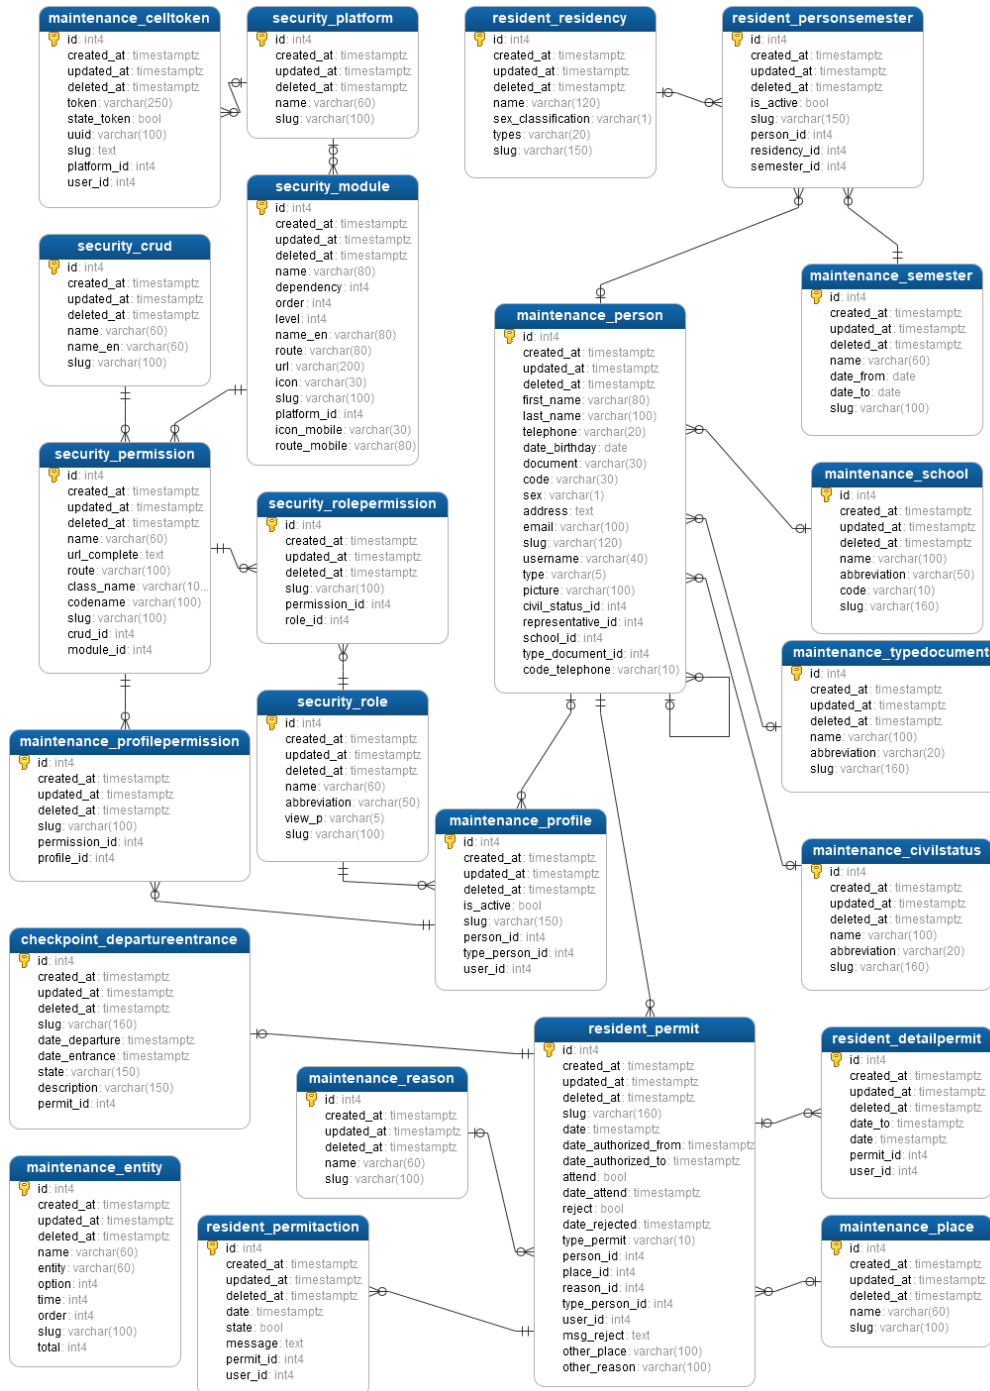 maintenance_celltoken
id: int4
created_at: timestamptz
updated_at: timestamptz
deleted_at: timestamptz
token: varchar(250)
state_token: bool
uuid: varchar(100)
slug: text
platform_id: int4
user_id: int4
security_platform
id: int4
created_at: timestamptz
updated_at: timestamptz
deleted_at: timestamptz
name: varchar(60)
slug: varchar(100)
resident_residency
id: int4
created_at: timestamptz
updated_at: timestamptz
deleted_at: timestamptz
name: varchar(120)
sex_classification: varchar(1)
types: varchar(20)
slug: varchar(150)
resident_personsemester
id: int4
created_at: timestamptz
updated_at: timestamptz
deleted_at: timestamptz
is_active: bool
slug: varchar(150)
person_id: int4
residency_id: int4
semester_id: int4
security_module
id: int4
created_at: timestamptz
updated_at: timestamptz
deleted_at: timestamptz
name: varchar(80)
dependency: int4
order: int4
level: int4
name_en: varchar(80)
route: varchar(80)
url: varchar(200)
icon: varchar(30)
slug: varchar(100)
platform_id: int4
icon_mobile: varchar(30)
route_mobile: varchar(80)
security_crud
id: int4
created_at: timestamptz
updated_at: timestamptz
deleted_at: timestamptz
name: varchar(60)
name_en: varchar(60)
slug: varchar(100)
maintenance_semester
id: int4
created_at: timestamptz
updated_at: timestamptz
deleted_at: timestamptz
name: varchar(60)
date_from: date
date_to: date
slug: varchar(100)
maintenance_person
id: int4
created_at: timestamptz
updated_at: timestamptz
deleted_at: timestamptz
first_name: varchar(80)
last_name: varchar(100)
telephone: varchar(20)
date_birthday: date
document: varchar(30)
code: varchar(30)
sex: varchar(1)
address: text
email: varchar(100)
slug: varchar(120)
username: varchar(40)
type: varchar(5)
picture: varchar(100)
civil_status_id: int4
representative_id: int4
school_id: int4
type_document_id: int4
code_telephone: varchar(10)
security_permission
id: int4
created_at: timestamptz
updated_at: timestamptz
deleted_at: timestamptz
name: varchar(60)
url_complete: text
route: varchar(100)
class_name: varchar(10...
codename: varchar(100)
slug: varchar(100)
crud_id: int4
module_id: int4
maintenance_school
id: int4
created_at: timestamptz
updated_at: timestamptz
deleted_at: timestamptz
name: varchar(100)
abbreviation: varchar(50)
code: varchar(10)
slug: varchar(160)
security_rolepermission
id: int4
created_at: timestamptz
updated_at: timestamptz
deleted_at: timestamptz
slug: varchar(100)
permission_id: int4
role_id: int4
maintenance_typedocument
id: int4
created_at: timestamptz
updated_at: timestamptz
deleted_at: timestamptz
name: varchar(100)
abbreviation: varchar(20)
slug: varchar(160)
security_role
id: int4
created_at: timestamptz
updated_at: timestamptz
deleted_at: timestamptz
name: varchar(60)
abbreviation: varchar(50)
view_p: varchar(5)
slug: varchar(100)
maintenance_profilepermission
id: int4
created_at: timestamptz
updated_at: timestamptz
deleted_at: timestamptz
slug: varchar(100)
permission_id: int4
profile_id: int4
maintenance_profile
id: int4
created_at: timestamptz
updated_at: timestamptz
deleted_at: timestamptz
is_active: bool
slug: varchar(150)
person_id: int4
type_person_id: int4
user_id: int4
maintenance_civilstatus
id: int4
created_at: timestamptz
updated_at: timestamptz
deleted_at: timestamptz
name: varchar(100)
abbreviation: varchar(20)
slug: varchar(160)
checkpoint_departureentrance
id: int4
created_at: timestamptz
updated_at: timestamptz
deleted_at: timestamptz
slug: varchar(160)
date_departure: timestamptz
date_entrance: timestamptz
state: varchar(150)
description: varchar(150)
permit_id: int4
resident_permit
id: int4
created_at: timestamptz
updated_at: timestamptz
deleted_at: timestamptz
slug: varchar(160)
date: timestamptz
date_authorized_from: timestamptz
date_authorized_to: timestamptz
attend: bool
date_attend: timestamptz
reject: bool
date_rejected: timestamptz
type_permit: varchar(10)
person_id: int4
place_id: int4
reason_id: int4
type_person_id: int4
user_id: int4
msg_reject: text
other_place: varchar(100)
other_reason: varchar(100)
resident_detailpermit
id: int4
created_at: timestamptz
updated_at: timestamptz
deleted_at: timestamptz
date_to: timestamptz
date: timestamptz
permit_id: int4
user_id: int4
maintenance_reason
id: int4
created_at: timestamptz
updated_at: timestamptz
deleted_at: timestamptz
name: varchar(60)
slug: varchar(100)
maintenance_entity
id: int4
created_at: timestamptz
updated_at: timestamptz
deleted_at: timestamptz
name: varchar(60)
entity: varchar(60)
option: int4
time: int4
order: int4
slug: varchar(100)
total: int4
resident_permitaction
id: int4
created_at: timestamptz
updated_at: timestamptz
deleted_at: timestamptz
date: timestamptz
state: bool
message: text
permit_id: int4
user_id: int4
maintenance_place
id: int4
created_at: timestamptz
updated_at: timestamptz
deleted_at: timestamptz
name: varchar(60)
slug: varchar(100)